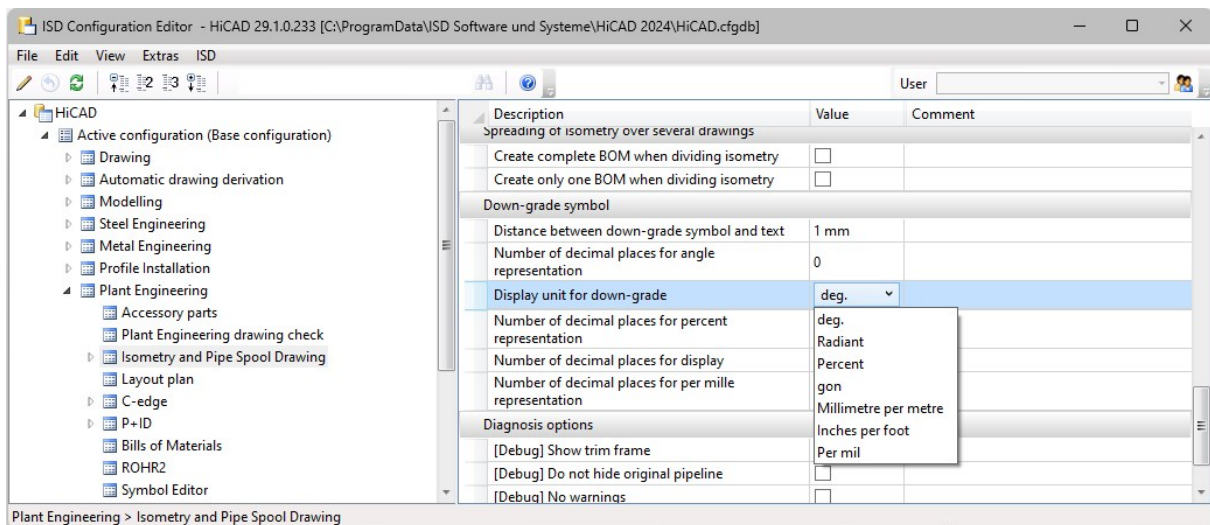 ISD Configuration Editor - HiCAD 29.1.0.233 [C:\ProgramData\ISD Software und Systeme\HiCAD 2024\HiCAD.cfgdb]
File Edit View Extras ISD
User
HiCAD
Active configuration (Base configuration)
Drawing
Automatic drawing derivation
Modelling
Steel Engineering
Metal Engineering
Profile Installation
Plant Engineering
Accessory parts
Plant Engineering drawing check
Isometry and Pipe Spool Drawing
Layout plan
C-edge
P+ID
Bills of Materials
ROHR2
Symbol Editor
Description Value Comment
Spreading of isometry over several drawings
Create complete BOM when dividing isometry
Create only one BOM when dividing isometry
Down-grade symbol
Distance between down-grade symbol and text 1 mm
Number of decimal places for angle
representation 0
Display unit for down-grade deg.
Number of decimal places for percent
representation
Number of decimal places for display
Number of decimal places for per mille
representation
deg.
Radiant
Percent
gon
Millimetre per metre
Inches per foot
Per mil
Diagnosis options
[Debug] Show trim frame
[Debug] Do not hide original pipeline
[Debug] No warnings
Plant Engineering > Isometry and Pipe Spool Drawing